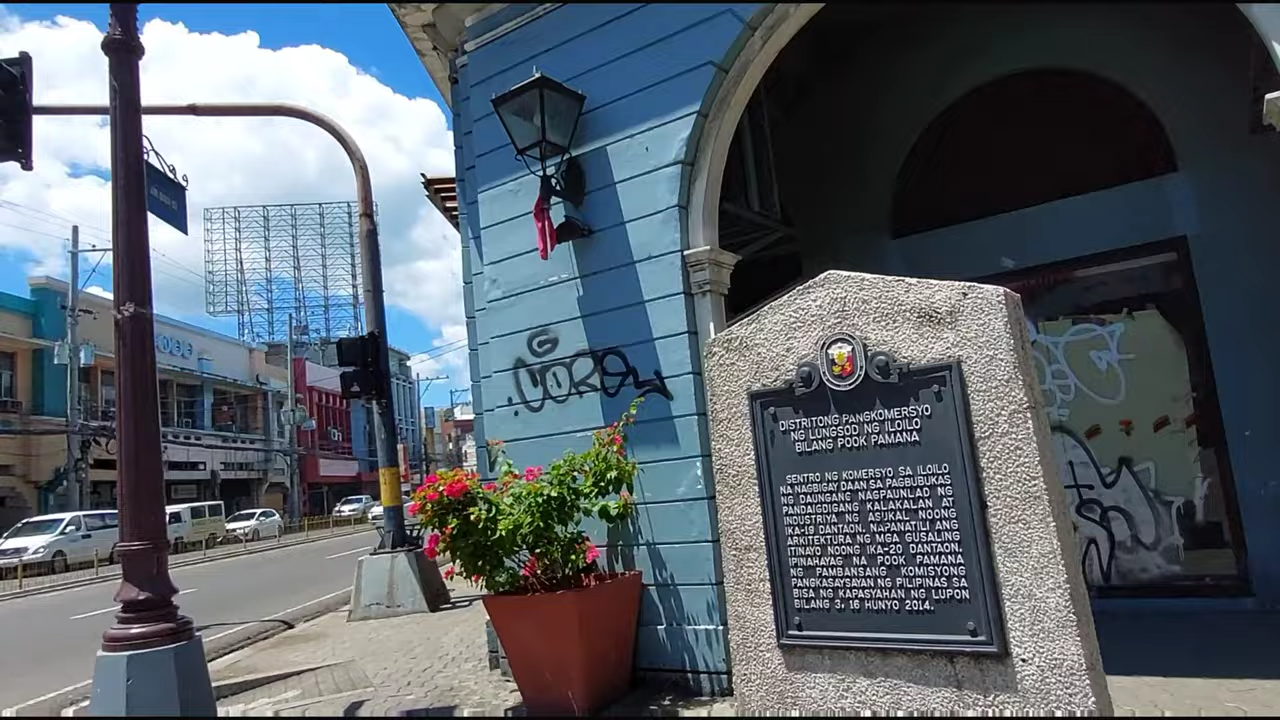 DISTRITONG PANGKOMERSYO
NG LUNGSOD NG ILOILO
BILANG POOK PAMANA
SENTRO NG KOMERSYO SA ILOILO
NA NAGBIGAY DAAN SA PAGBUBUKAS
NG DAUNGANG NAGPAUNLAD NG
PANDAIGDIGANG KALAKALAN AT
INDUSTRIYA NG ASUKAL NOONG
IKA-19 DANTAON. NAPANATILI ANG
ARKITEKTURA NG MGA GUSALING
ITINAYO NOONG IKA-20 DANTAON.
IPINAHAYAG NA POOK PAMANA
NG PAMBANSANG KOMISYONG
PANGKASAYSAYAN NG PILIPINAS SA
BISA NG KAPASYAHAN NG LUPON
BILANG 3, 16 HUNYO 2014.